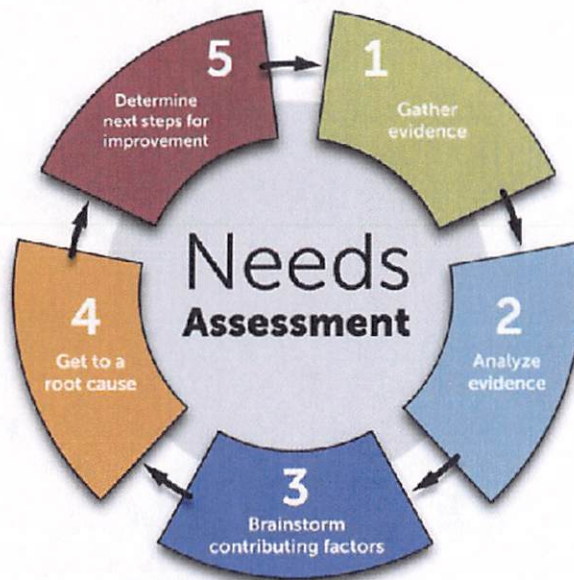 Needs
Assessment
1
Gather
evidence
2
Analyze
evidence
3
Brainstorm
contributing factors
4
Get to a
root cause
5
Determine
next steps for
improvement